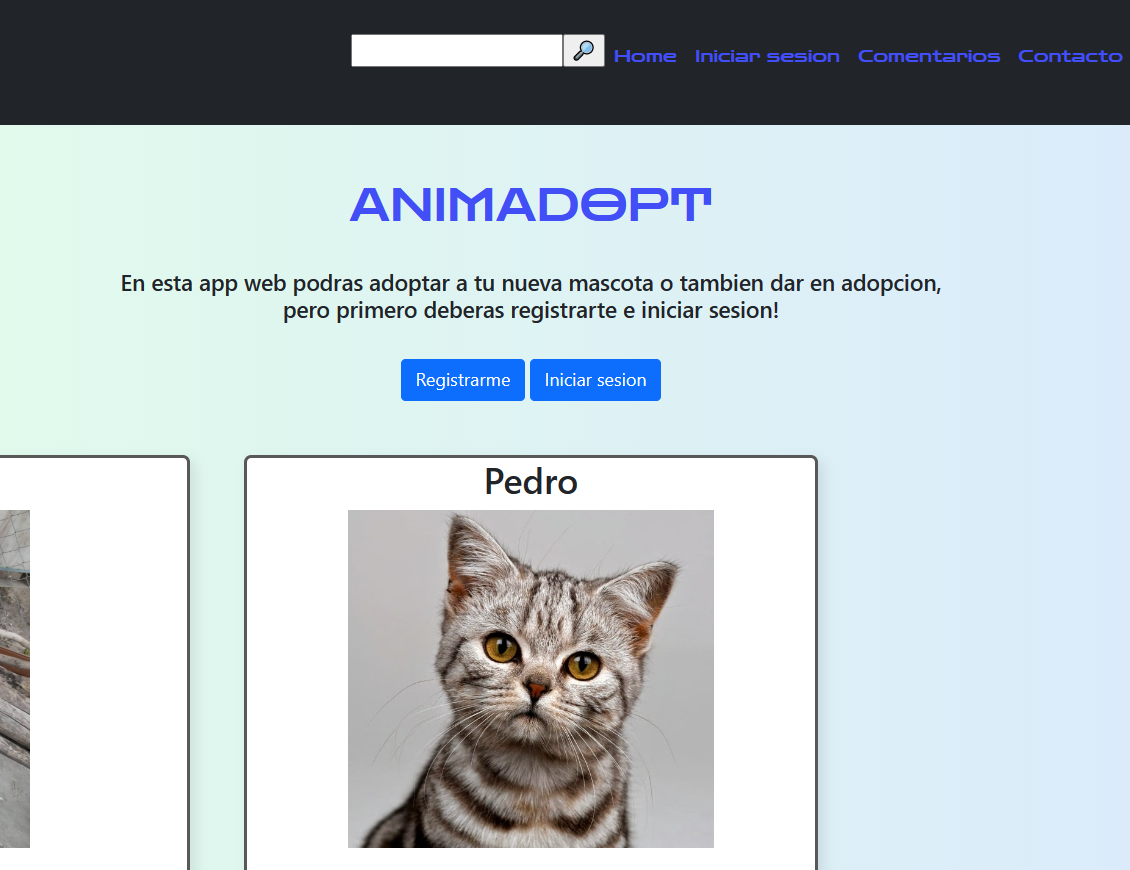 Home Iniciar sesion Comentarios Contacto
ANIMADOPT
En esta app web podras adoptar a tu nueva mascota o tambien dar en adopcion,
pero primero deberas registrarte e iniciar sesion!
Registrarme Iniciar sesion
Pedro